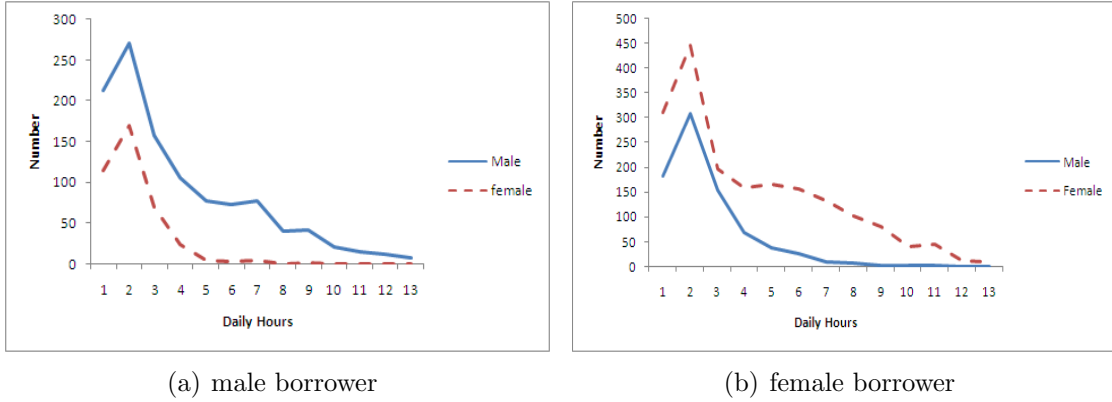 300
250
200
150
100
50
0
Number
1 2 3 4 5 6 7 8 9 10 11 12 13
Daily Hours
Male
female
(a) male borrower
500
450
400
350
300
250
200
150
100
50
0
Number
1 2 3 4 5 6 7 8 9 10 11 12 13
Daily Hours
Male
Female
(b) female borrower